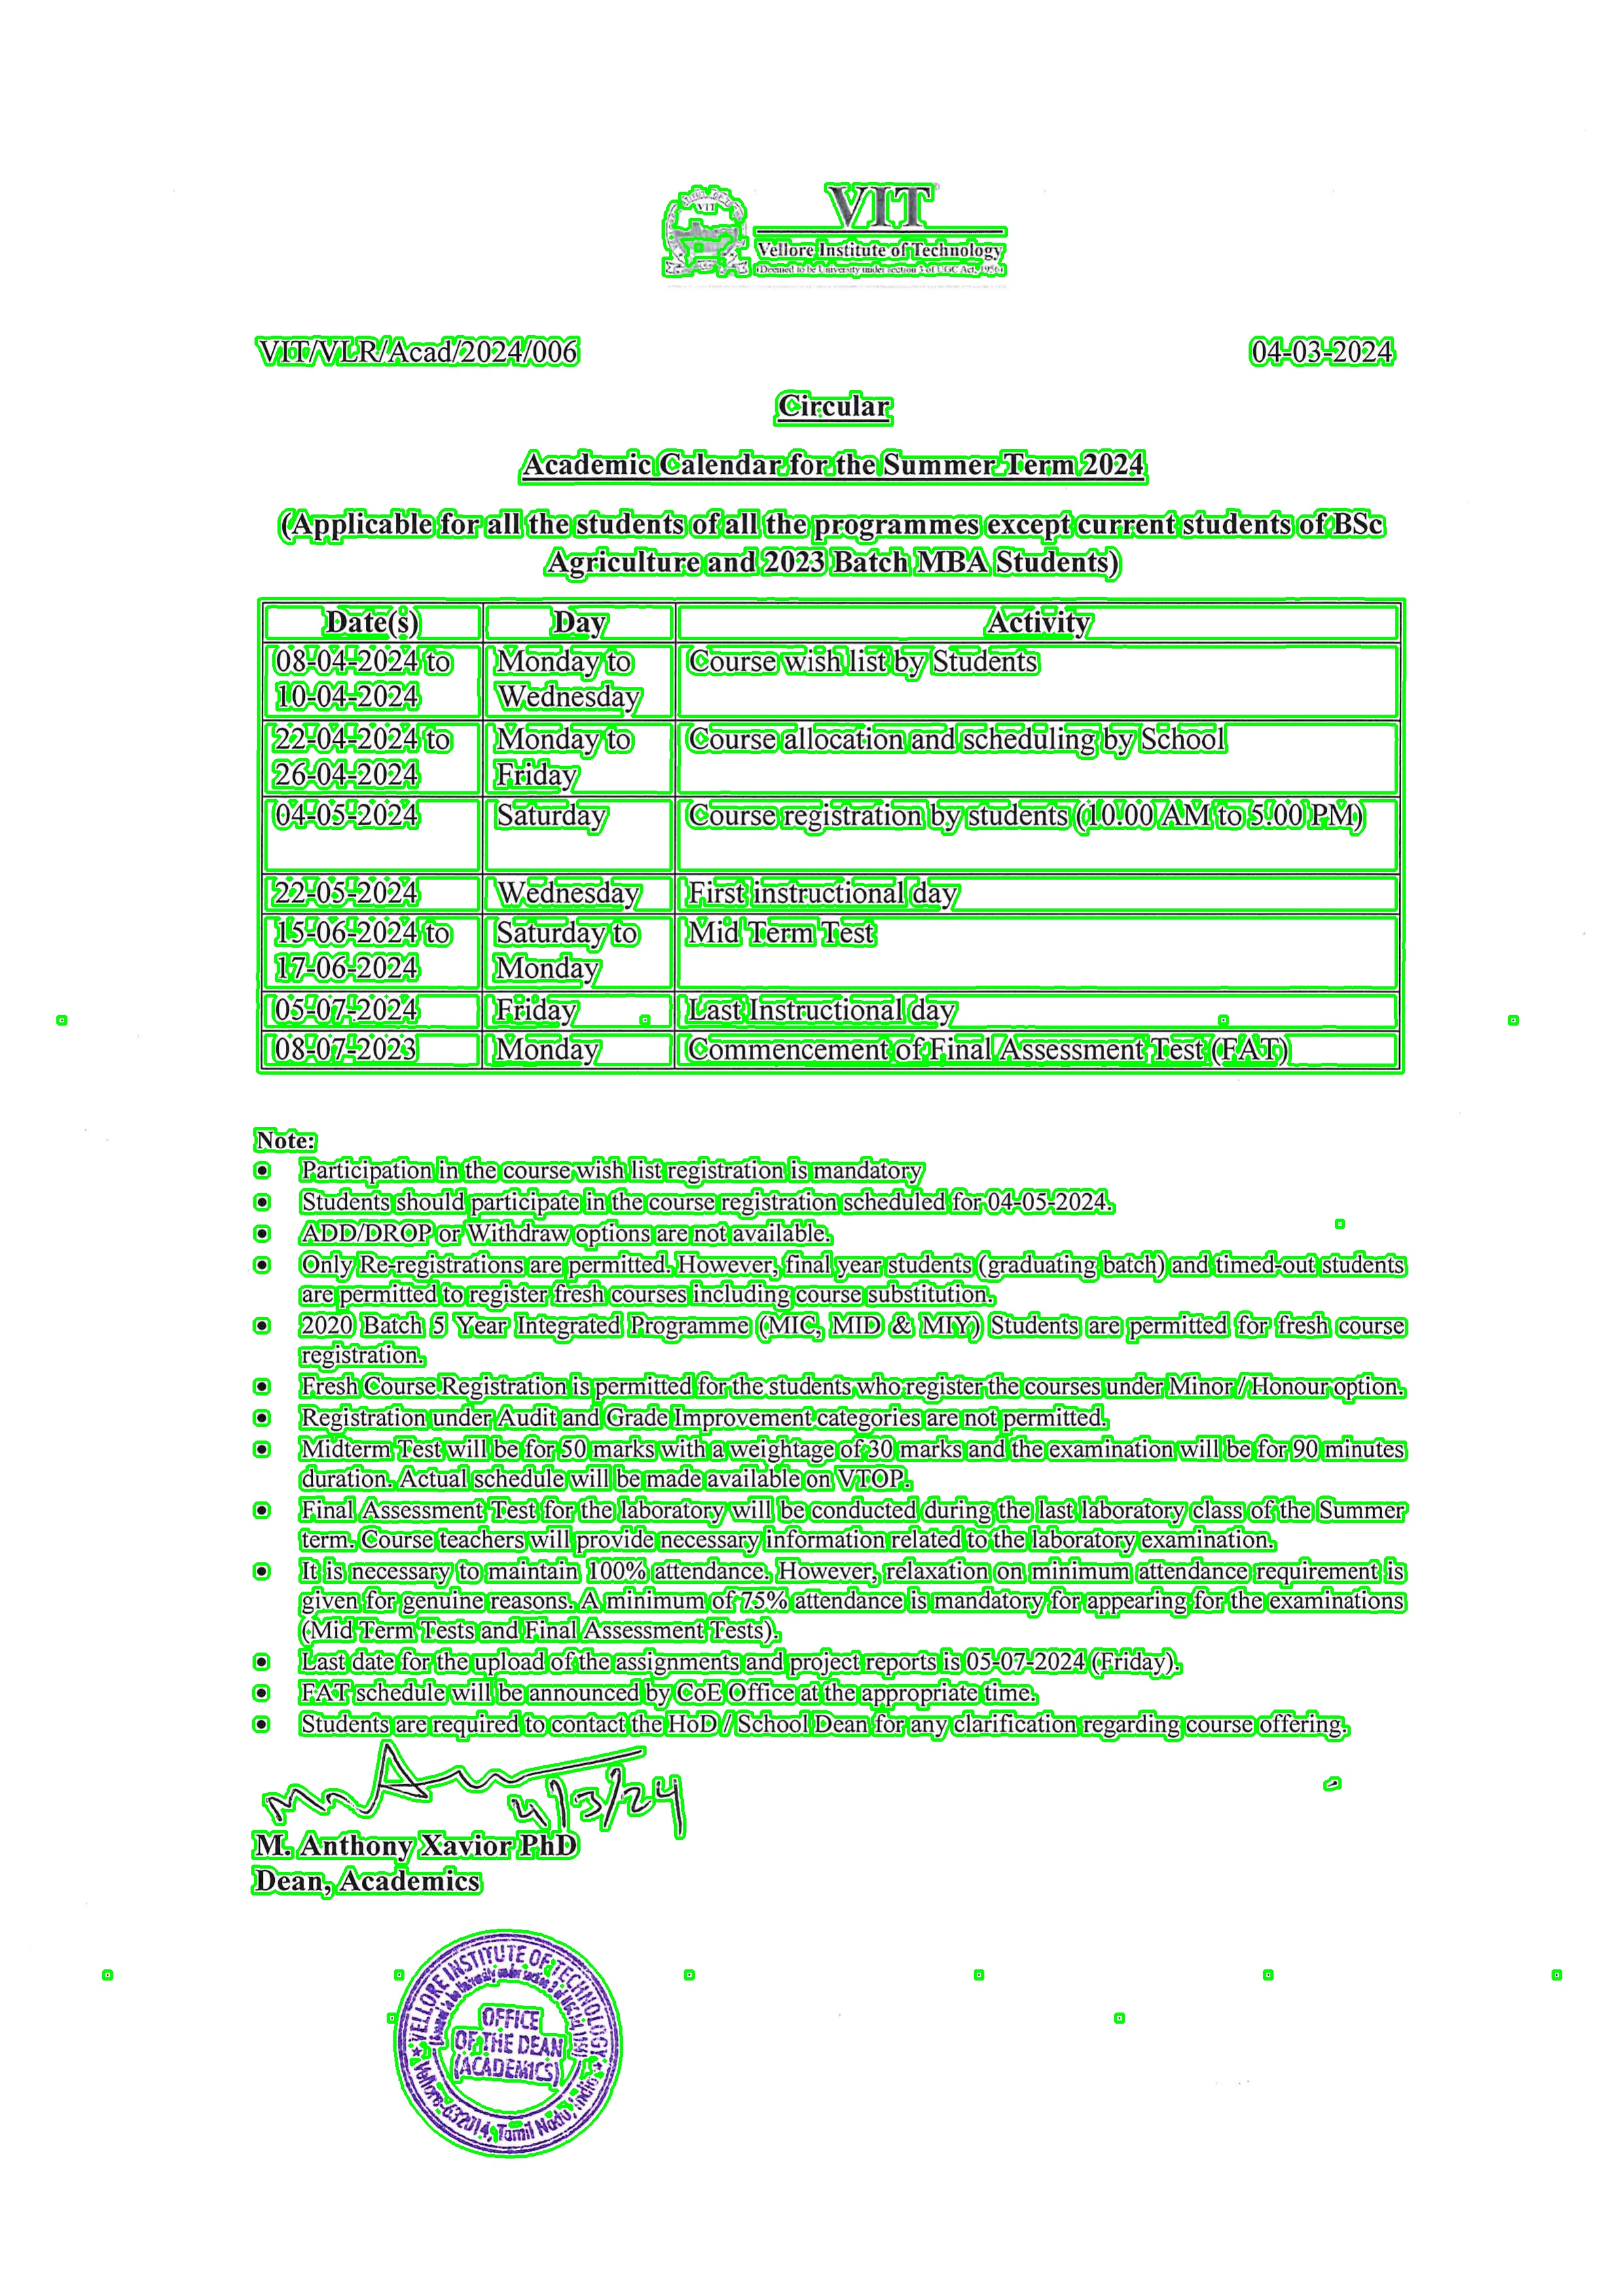 VIT
VIT
Vellore Institute of Technology
(Deemed to be University under section 3 of UGC Act, 1956)
VIT/VLR/Acad/2024/006 04-03-2024
Circular
Academic Calendar for the Summer Term 2024
(Applicable for all the students of all the programmes except current students of BSc
Agriculture and 2023 Batch MBA Students)
Date(s) Day Activity
08-04-2024 to Monday to Course wish list by Students
10-04-2024 Wednesday
22-04-2024 to Monday to Course allocation and scheduling by School
26-04-2024 Friday
04-05-2024 Saturday Course registration by students (10.00 AM to 5.00 PM)
22-05-2024 Wednesday First instructional day
15-06-2024 to Saturday to Mid Term Test
17-06-2024 Monday
05-07-2024 Friday Last Instructional day
08-07-2023 Monday Commencement of Final Assessment Test (FAT)
Note:
• Participation in the course wish list registration is mandatory
• Students should participate in the course registration scheduled for 04-05-2024.
• ADD/DROP or Withdraw options are not available.
• Only Re-registrations are permitted. However, final year students (graduating batch) and timed-out students
are permitted to register fresh courses including course substitution.
• 2020 Batch 5 Year Integrated Programme (MIC, MID & MIY) Students are permitted for fresh course
registration.
• Fresh Course Registration is permitted for the students who register the courses under Minor / Honour option.
• Registration under Audit and Grade Improvement categories are not permitted.
• Midterm Test will be for 50 marks with a weightage of 30 marks and the examination will be for 90 minutes
duration. Actual schedule will be made available on VTOP.
• Final Assessment Test for the laboratory will be conducted during the last laboratory class of the Summer
term. Course teachers will provide necessary information related to the laboratory examination.
• It is necessary to maintain 100% attendance. However, relaxation on minimum attendance requirement is
given for genuine reasons. A minimum of 75% attendance is mandatory for appearing for the examinations
(Mid Term Tests and Final Assessment Tests).
• Last date for the upload of the assignments and project reports is 05-07-2024 (Friday).
• FAT schedule will be announced by CoE Office at the appropriate time.
• Students are required to contact the HoD / School Dean for any clarification regarding course offering.
4/3/24
M. Anthony Xavior PhD
Dean, Academics
VELLORE INSTITUTE OF TECHNOLOGY
OFFICE
OF THE DEAN
(ACADEMICS)
Vellore-632014, Tamil Nadu, India